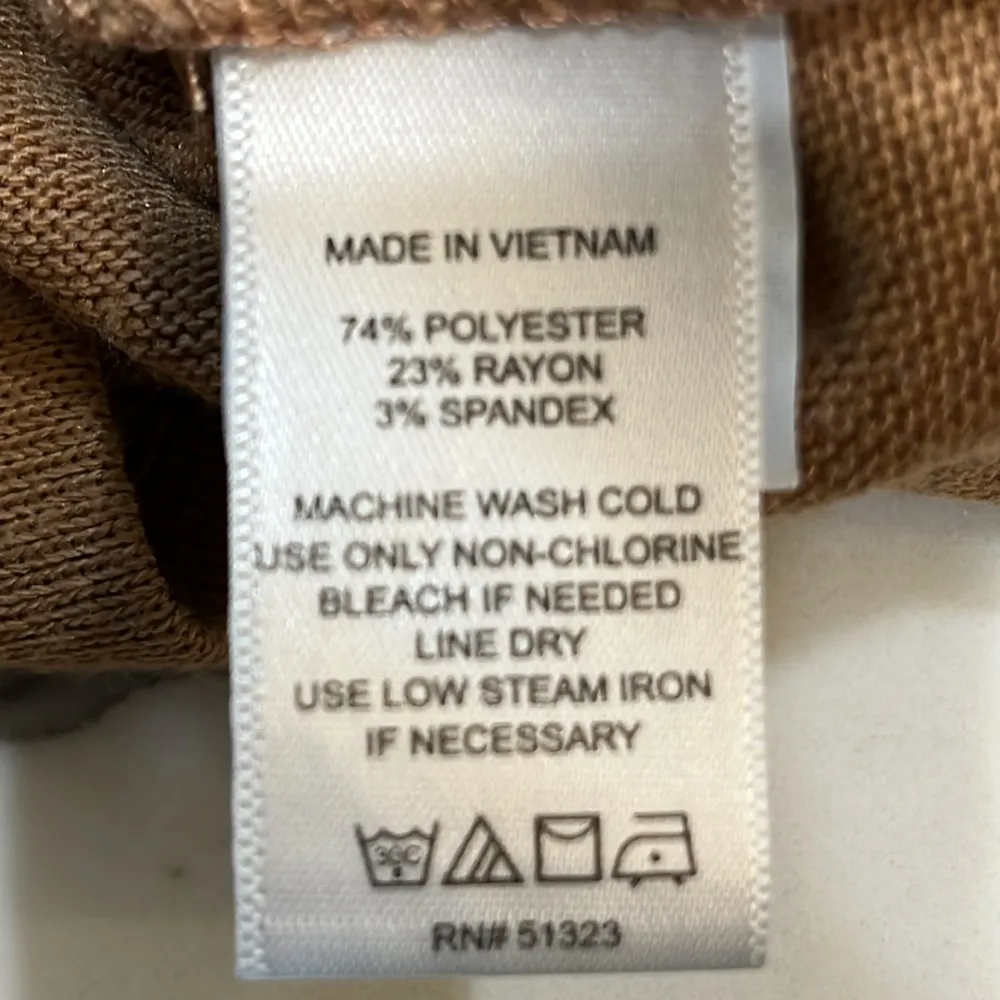 MADE IN VIETNAM
74% POLYESTER
23% RAYON
3% SPANDEX
MACHINE WASH COLD
USE ONLY NON-CHLORINE
BLEACH IF NEEDED
LINE DRY
USE LOW STEAM IRON
IF NECESSARY
RN# 51323